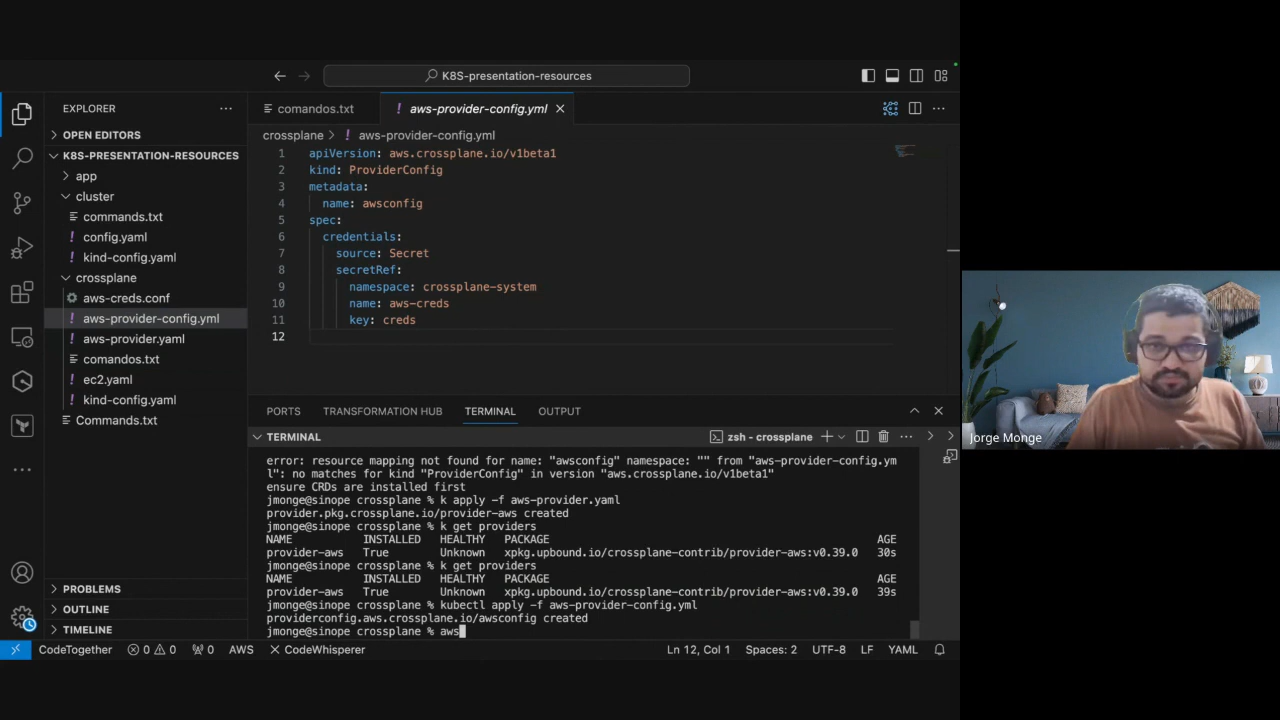 K8S-presentation-resources
EXPLORER
OPEN EDITORS
K8S-PRESENTATION-RESOURCES
app
cluster
commands.txt
config.yaml
kind-config.yaml
crossplane
aws-creds.conf
aws-provider-config.yml
aws-provider.yaml
comandos.txt
ec2.yaml
kind-config.yaml
Commands.txt
PROBLEMS
OUTLINE
TIMELINE
comandos.txt
aws-provider-config.yml
crossplane > aws-provider-config.yml
1 apiVersion: aws.crossplane.io/v1beta1
2 kind: ProviderConfig
3 metadata:
4 name: awsconfig
5 spec:
6 credentials:
7 source: Secret
8 secretRef:
9 namespace: crossplane-system
10 name: aws-creds
11 key: creds
12
PORTS TRANSFORMATION HUB TERMINAL OUTPUT
TERMINAL
zsh - crossplane
error: resource mapping not found for name: "awsconfig" namespace: "" from "aws-provider-config.ym
l": no matches for kind "ProviderConfig" in version "aws.crossplane.io/v1beta1"
ensure CRDs are installed first
jmonge@sinope crossplane % k apply -f aws-provider.yaml
provider.pkg.crossplane.io/provider-aws created
jmonge@sinope crossplane % k get providers
NAME INSTALLED HEALTHY PACKAGE AGE
provider-aws True Unknown xpkg.upbound.io/crossplane-contrib/provider-aws:v0.39.0 30s
jmonge@sinope crossplane % k get providers
NAME INSTALLED HEALTHY PACKAGE AGE
provider-aws True Unknown xpkg.upbound.io/crossplane-contrib/provider-aws:v0.39.0 39s
jmonge@sinope crossplane % kubectl apply -f aws-provider-config.yml
providerconfig.aws.crossplane.io/awsconfig created
jmonge@sinope crossplane % aws
CodeTogether 0 0 0 AWS CodeWhisperer Ln 12, Col 1 Spaces: 2 UTF-8 LF YAML
Jorge Monge